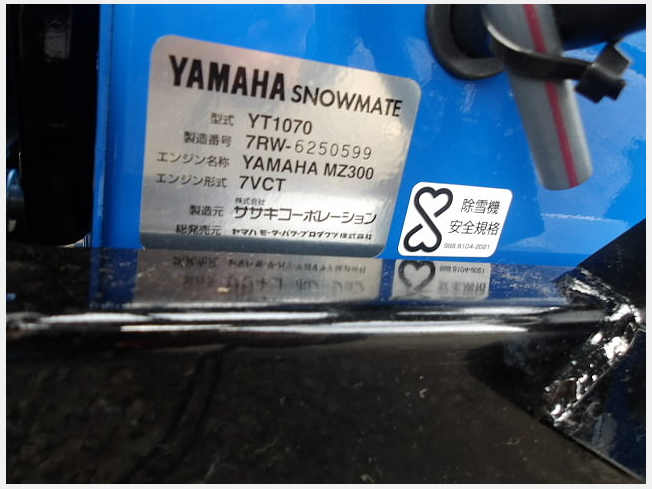 YAMAHA SNOWMATE
型式 YT1070
製造番号 7RW-6250599
エンジン名称 YAMAHA MZ300
エンジン形式 7VCT
株式会社
製造元 ササキコーポレーション
総発売元 ヤマハ モーターパワープロダクツ株式会社
除雪機
安全規格
SSS 8104-2021